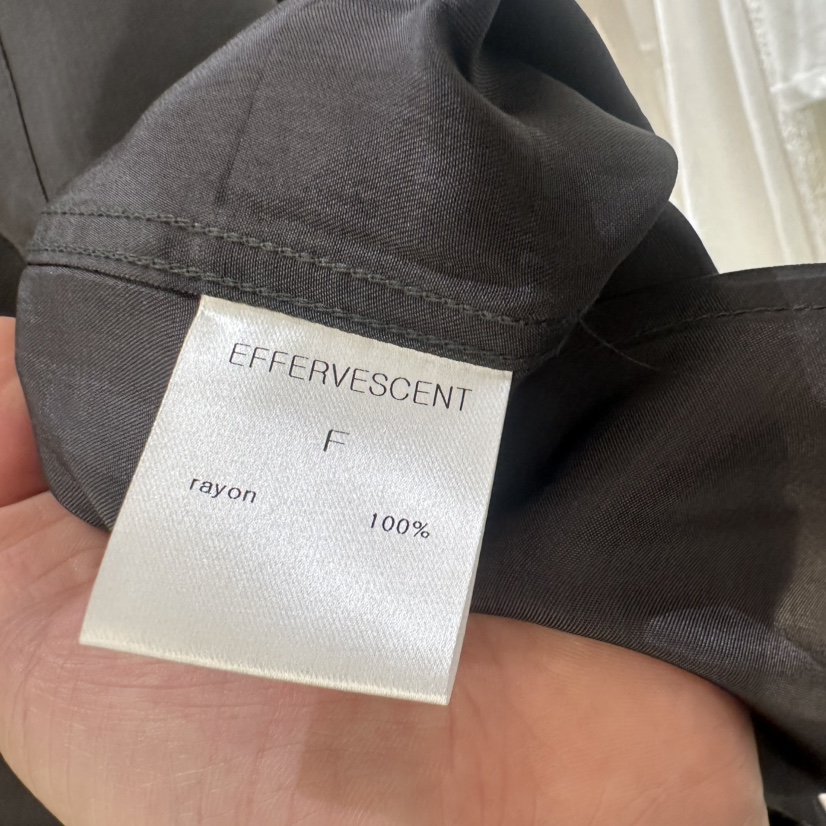 EFFERVESCENT
F
rayon
100%